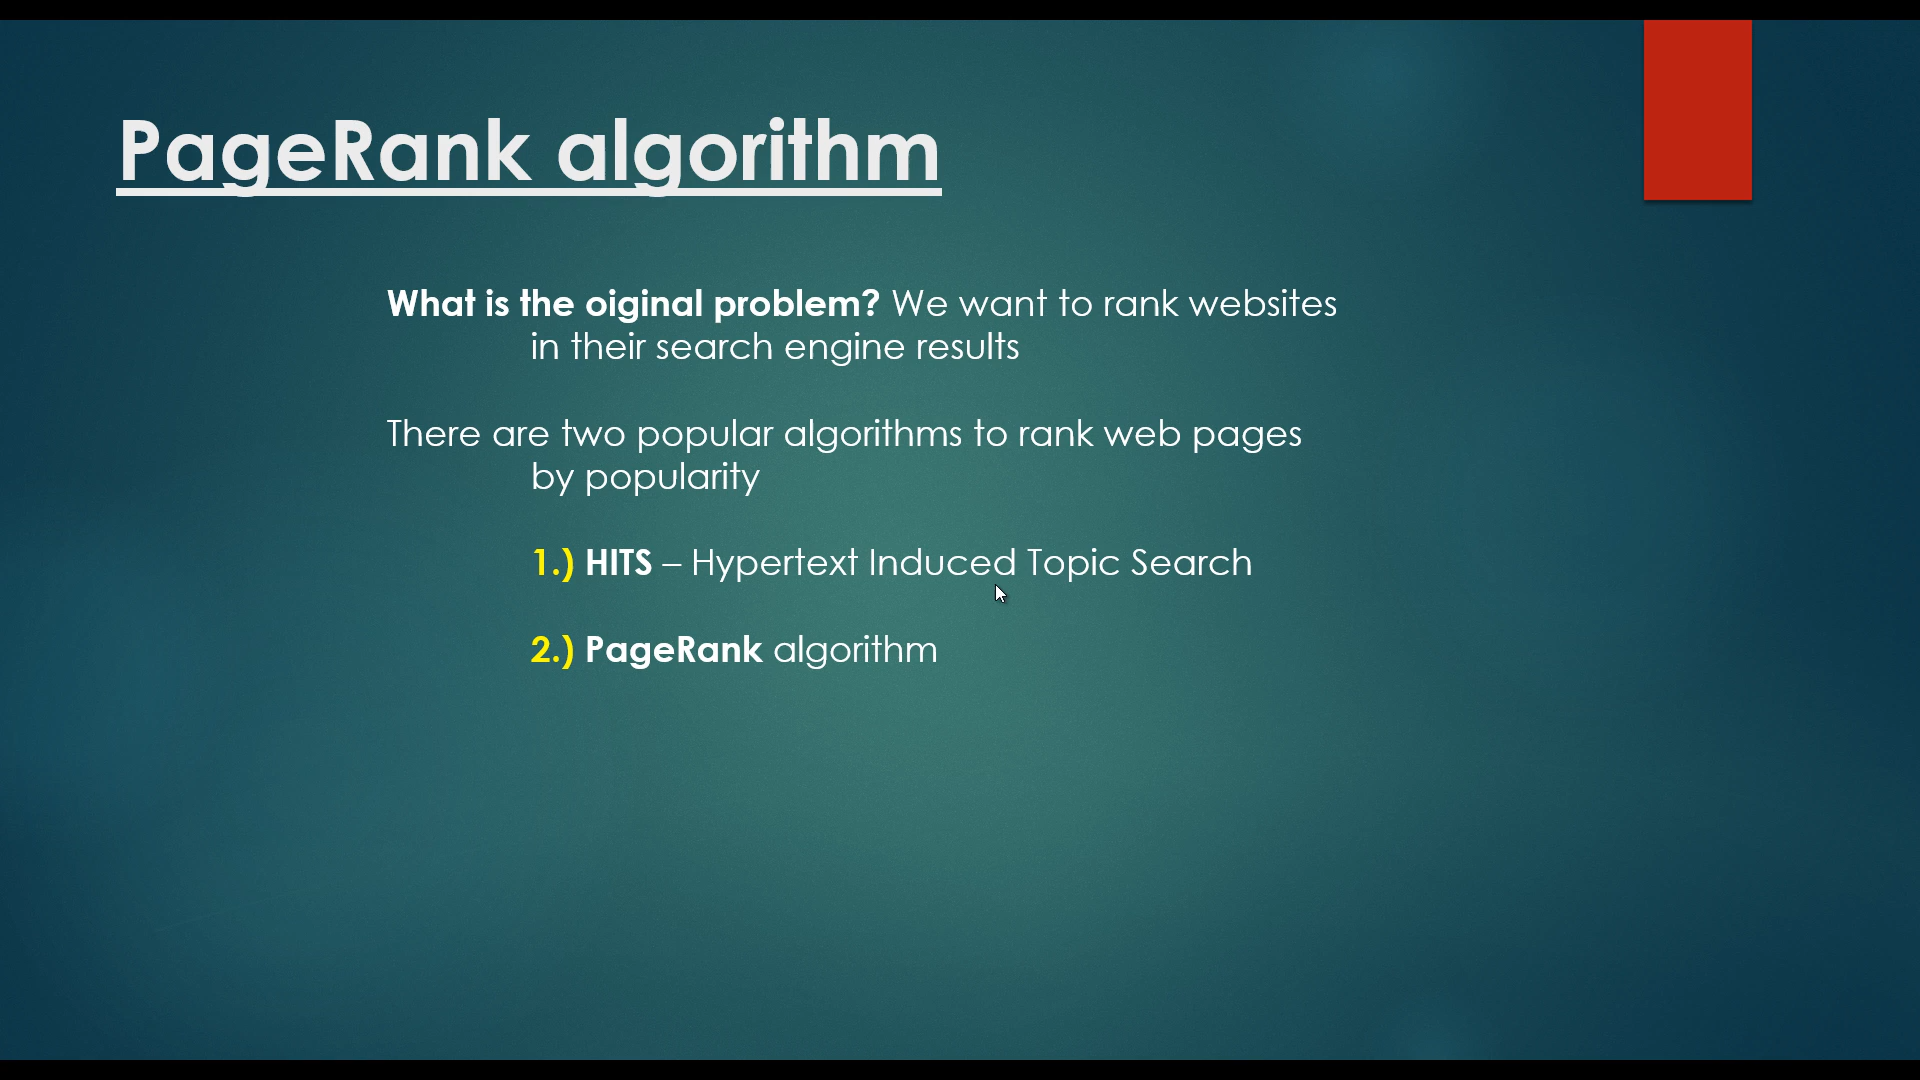 PageRank algorithm
What is the oiginal problem? We want to rank websites
in their search engine results
There are two popular algorithms to rank web pages
by popularity
1.) HITS – Hypertext Induced Topic Search
2.) PageRank algorithm